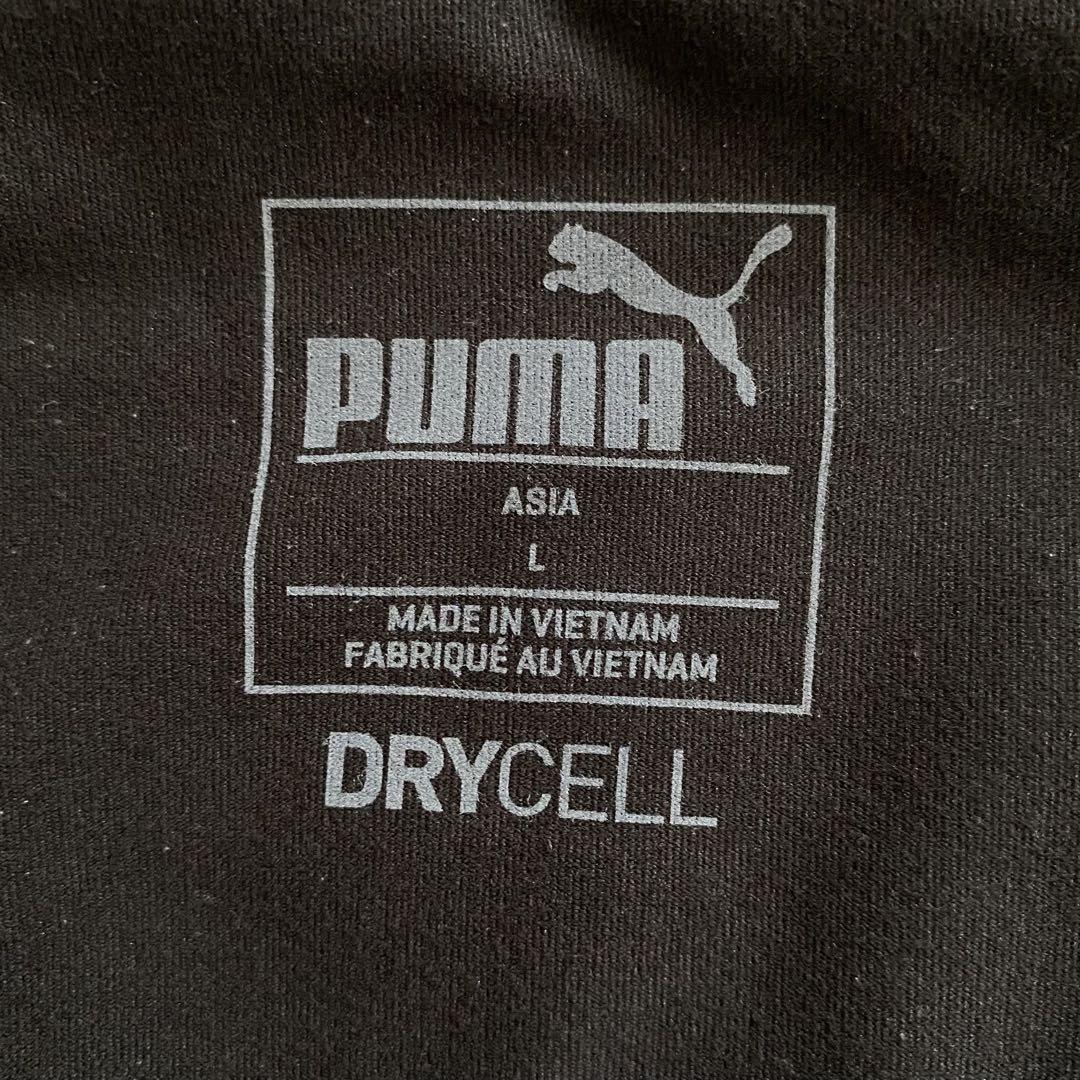 PUMA
ASIA
L
MADE IN VIETNAM
FABRIQUÉ AU VIETNAM
DRYCELL